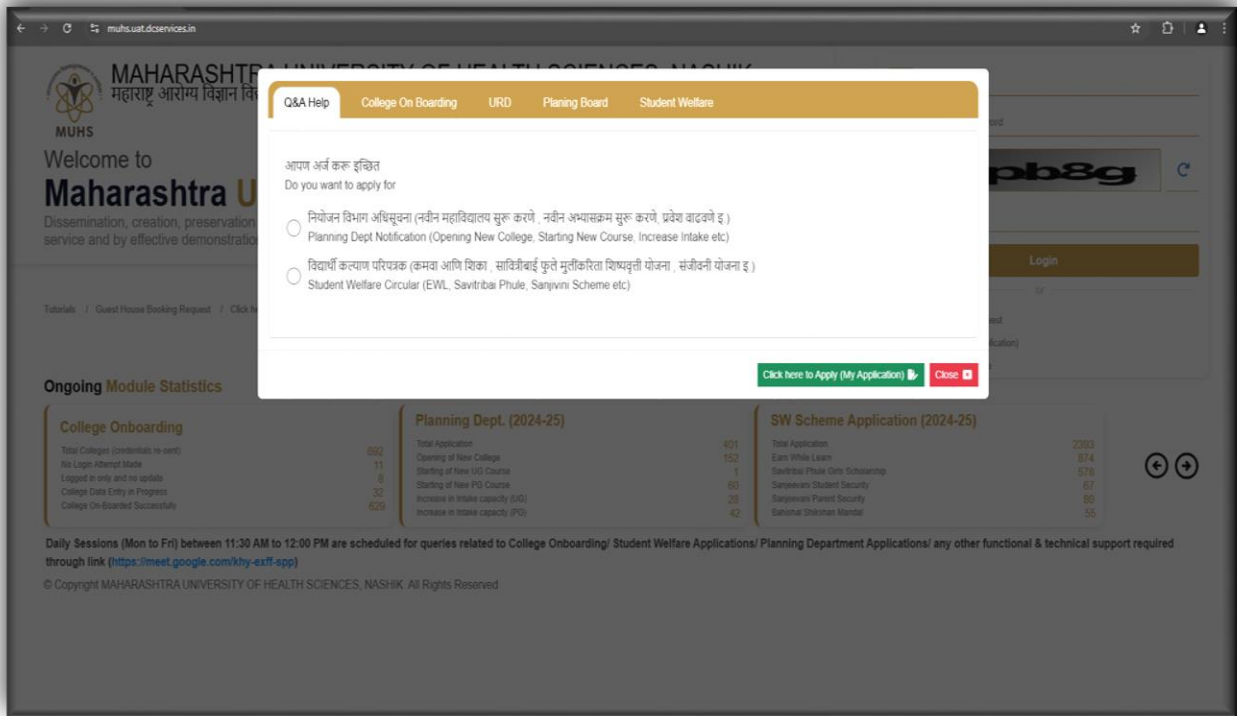 muhs.uat.dcservices.in
MAHARASHTRA UNIVERSITY OF HEALTH SCIENCES, NASHIK
महाराष्ट्र आरोग्य विज्ञान
MUHS
Welcome to
Maharashtra U
Dissemination, creation, preservation
service and by effective demonstratio
Tutorials / Guest House Booking Request / Click he
Q&A Help College On Boarding URD Planing Board Student Welfare
आपण अर्ज करू इच्छित
Do you want to apply for
नियोजन विभाग अधिसूचना (नवीन महाविद्यालय सुरू करणे , नवीन अभ्यासक्रम सुरू करणे, प्रवेश वाढवणे इ.)
Planning Dept Notification (Opening New College, Starting New Course, Increase Intake etc)
विद्यार्थी कल्याण परिपत्रक (कमवा आणि शिका , सावित्रीबाई फुले मुलींकरिता शिष्यवृत्ती योजना , संजीवनी योजना इ.)
Student Welfare Circular (EWL, Savitribai Phule, Sanjivini Scheme etc)
Click here to Apply (My Application) Close
ord
pb8g
Login
or
est
lication)
Ongoing Module Statistics
College Onboarding
Total Colleges (credentials re-sent) 692
No Login Attempt Made 11
Logged in only and no update 8
College Data Entry in Progress 32
College On-Boarded Successfully 629
Planning Dept. (2024-25)
Total Application 401
Opening of New College 152
Starting of New UG Course 1
Starting of New PG Course 60
Increase in Intake capacity (UG) 28
Increase in Intake capacity (PG) 42
SW Scheme Application (2024-25)
Total Application 2393
Earn While Learn 874
Savitribai Phule Girls Scholarship 578
Sanjeevani Student Security 67
Sanjeevani Parent Security 80
Bahishal Shikshan Mandal 55
Daily Sessions (Mon to Fri) between 11:30 AM to 12:00 PM are scheduled for queries related to College Onboarding/ Student Welfare Applications/ Planning Department Applications/ any other functional & technical support required
through link (https://meet.google.com/khy-exff-spp)
© Copyright MAHARASHTRA UNIVERSITY OF HEALTH SCIENCES, NASHIK. All Rights Reserved